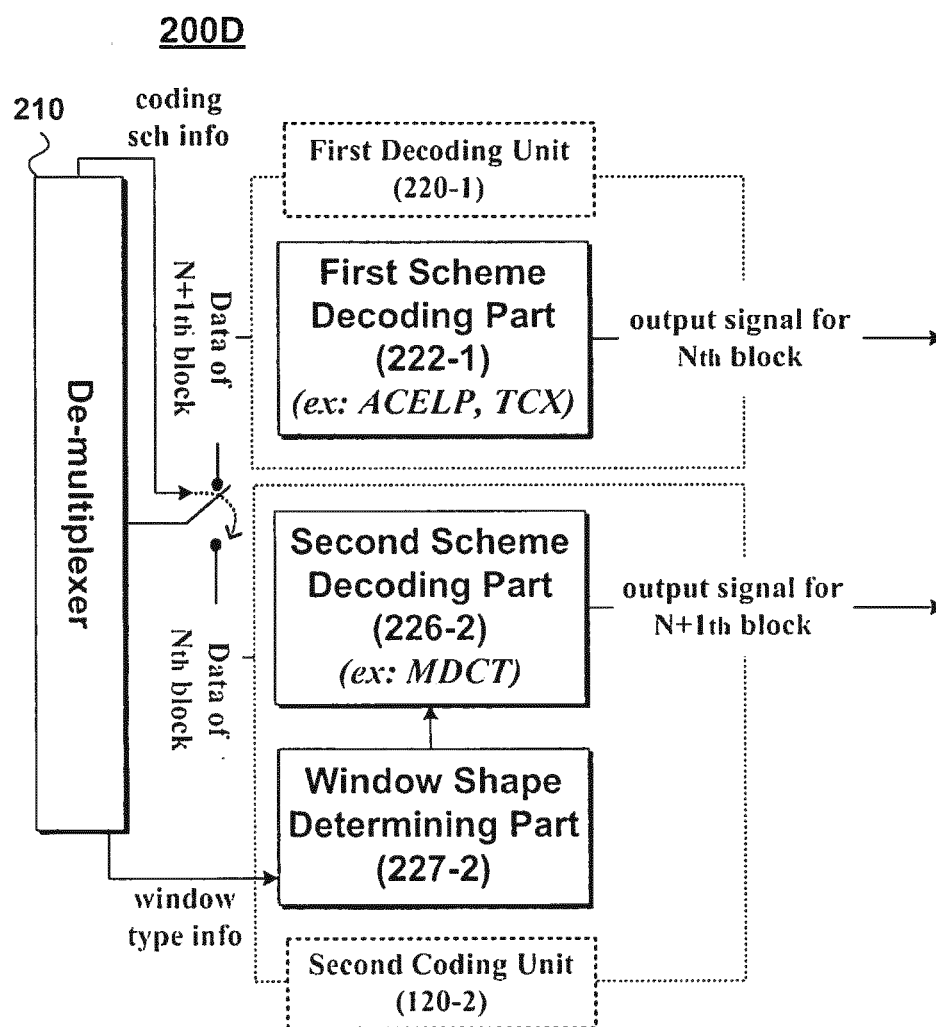 200D
210
coding
sch info
De-multiplexer
Data of
N+1th block
First Decoding Unit
(220-1)
First Scheme
Decoding Part
(222-1)
(ex: ACELP, TCX)
output signal for
Nth block
Data of
Nth block
Second Scheme
Decoding Part
(226-2)
(ex: MDCT)
output signal for
N+1th block
Window Shape
Determining Part
(227-2)
window
type info
Second Coding Unit
(120-2)